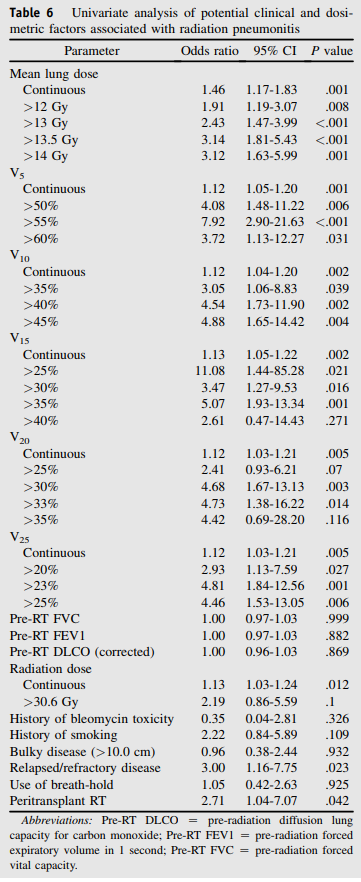 Table 6 Univariate analysis of potential clinical and dosi-
metric factors associated with radiation pneumonitis
Parameter Odds ratio 95% CI P value
Mean lung dose
Continuous 1.46 1.17-1.83 .001
>12 Gy 1.91 1.19-3.07 .008
>13 Gy 2.43 1.47-3.99 <.001
>13.5 Gy 3.14 1.81-5.43 <.001
>14 Gy 3.12 1.63-5.99 .001
V5
Continuous 1.12 1.05-1.20 .001
>50% 4.08 1.48-11.22 .006
>55% 7.92 2.90-21.63 <.001
>60% 3.72 1.13-12.27 .031
V10
Continuous 1.12 1.04-1.20 .002
>35% 3.05 1.06-8.83 .039
>40% 4.54 1.73-11.90 .002
>45% 4.88 1.65-14.42 .004
V15
Continuous 1.13 1.05-1.22 .002
>25% 11.08 1.44-85.28 .021
>30% 3.47 1.27-9.53 .016
>35% 5.07 1.93-13.34 .001
>40% 2.61 0.47-14.43 .271
V20
Continuous 1.12 1.03-1.21 .005
>25% 2.41 0.93-6.21 .07
>30% 4.68 1.67-13.13 .003
>33% 4.73 1.38-16.22 .014
>35% 4.42 0.69-28.20 .116
V25
Continuous 1.12 1.03-1.21 .005
>20% 2.93 1.13-7.59 .027
>23% 4.81 1.84-12.56 .001
>25% 4.46 1.53-13.05 .006
Pre-RT FVC 1.00 0.97-1.03 .999
Pre-RT FEV1 1.00 0.97-1.03 .882
Pre-RT DLCO (corrected) 1.00 0.96-1.03 .869
Radiation dose
Continuous 1.13 1.03-1.24 .012
>30.6 Gy 2.19 0.86-5.59 .1
History of bleomycin toxicity 0.35 0.04-2.81 .326
History of smoking 2.22 0.84-5.89 .109
Bulky disease (>10.0 cm) 0.96 0.38-2.44 .932
Relapsed/refractory disease 3.00 1.16-7.75 .023
Use of breath-hold 1.05 0.42-2.63 .925
Peritransplant RT 2.71 1.04-7.07 .042
Abbreviations: Pre-RT DLCO = pre-radiation diffusion lung
capacity for carbon monoxide; Pre-RT FEV1 = pre-radiation forced
expiratory volume in 1 second; Pre-RT FVC = pre-radiation forced
vital capacity.